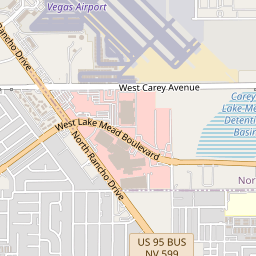 Vegas Airport
Rancho Drive
West Carey Avenue
Carey
Lake-Me
Detenti
Basin
West Lake Mead Boulevard
North Rancho Drive
Nor
US 95 BUS
NV 599